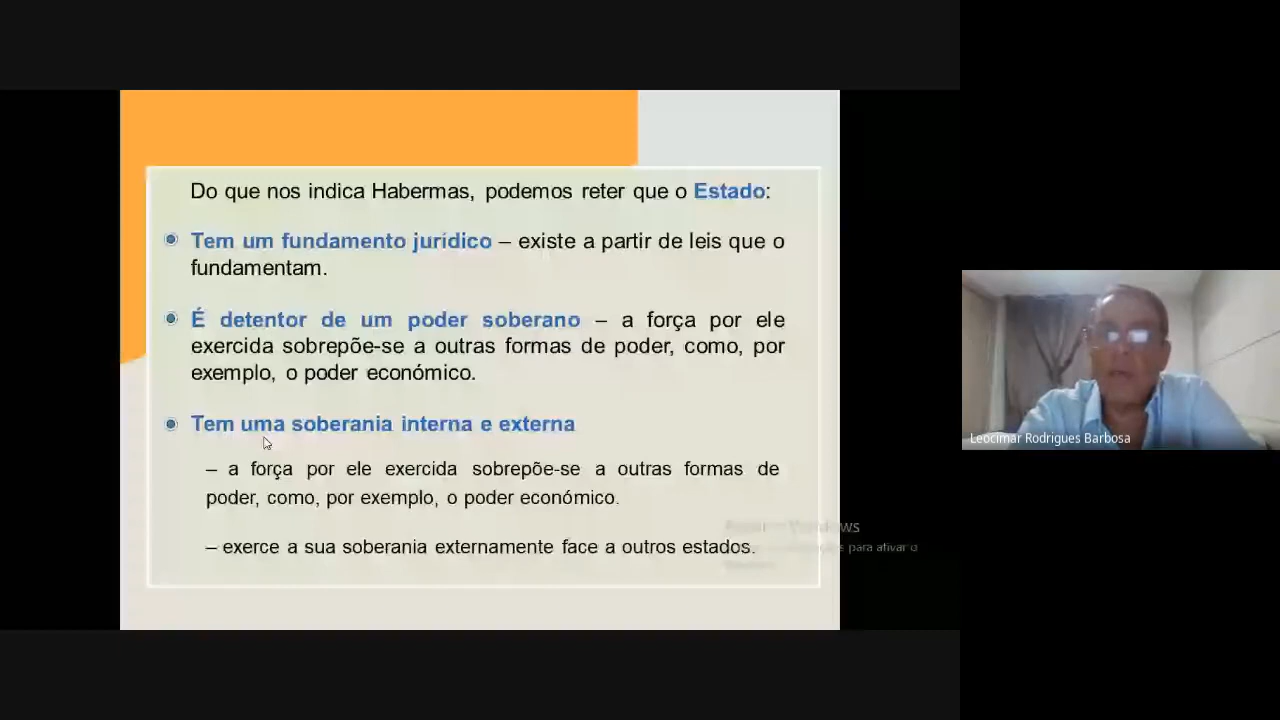 Do que nos indica Habermas, podemos reter que o Estado:
Tem um fundamento jurídico – existe a partir de leis que o
fundamentam.
É detentor de um poder soberano – a força por ele
exercida sobrepõe-se a outras formas de poder, como, por
exemplo, o poder económico.
Tem uma soberania interna e externa
– a força por ele exercida sobrepõe-se a outras formas de
poder, como, por exemplo, o poder económico.
– exerce a sua soberania externamente face a outros estados.
para ativar o
Leocimar Rodrigues Barbosa